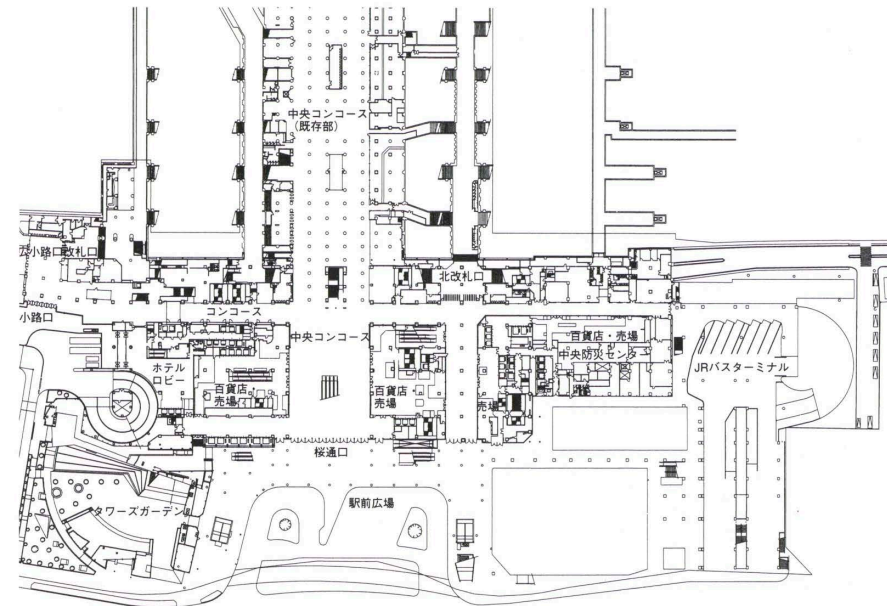 中央コンコース
(既存部)
広小路口改札口
小路口
北改札口
コンコース
中央コンコース
百貨店・売場
中央防災センター
JRバスターミナル
ホテル
ロビー
百貨店・
売場
百貨店
売場
売場
桜通口
タワーズガーデン
駅前広場